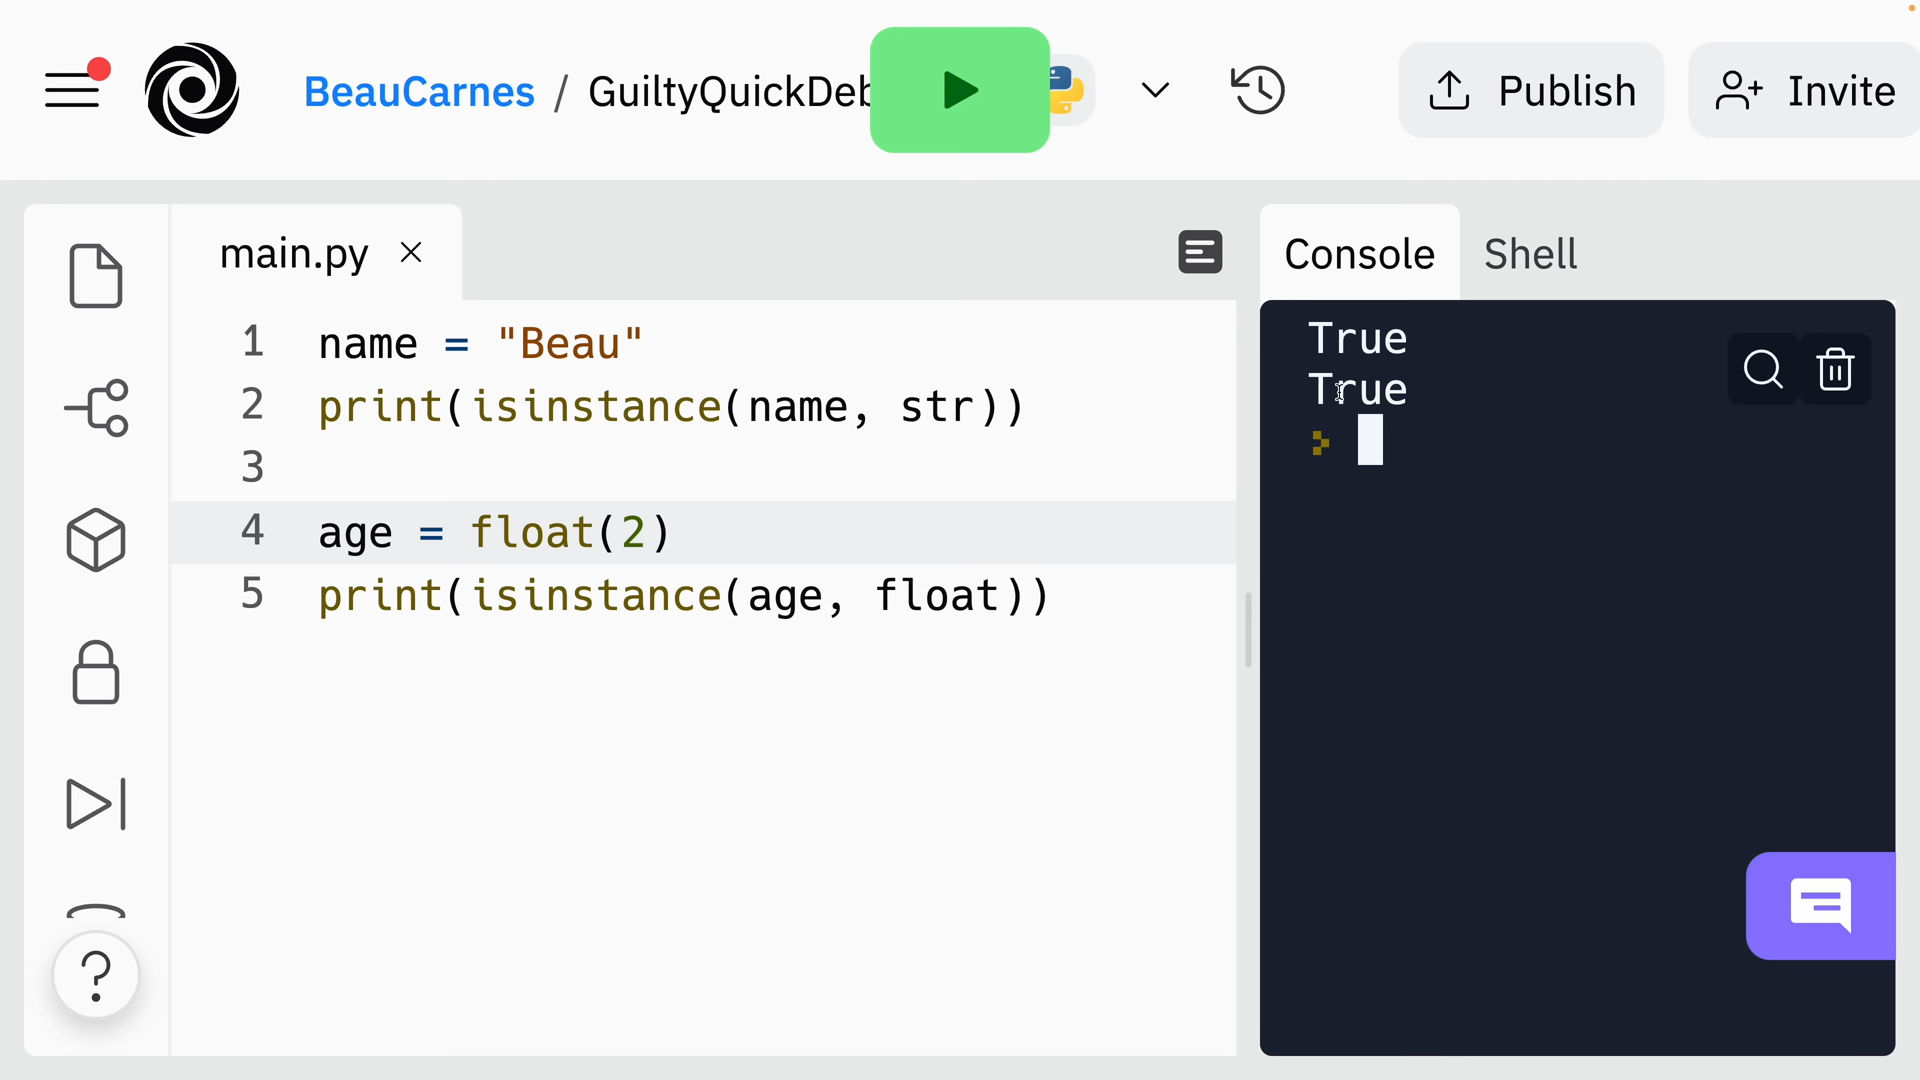 BeauCarnes / GuiltyQuickDeb
Publish
Invite
main.py
Console
Shell
1 name = "Beau"
2 print(isinstance(name, str))
3
4 age = float(2)
5 print(isinstance(age, float))
True
True
?